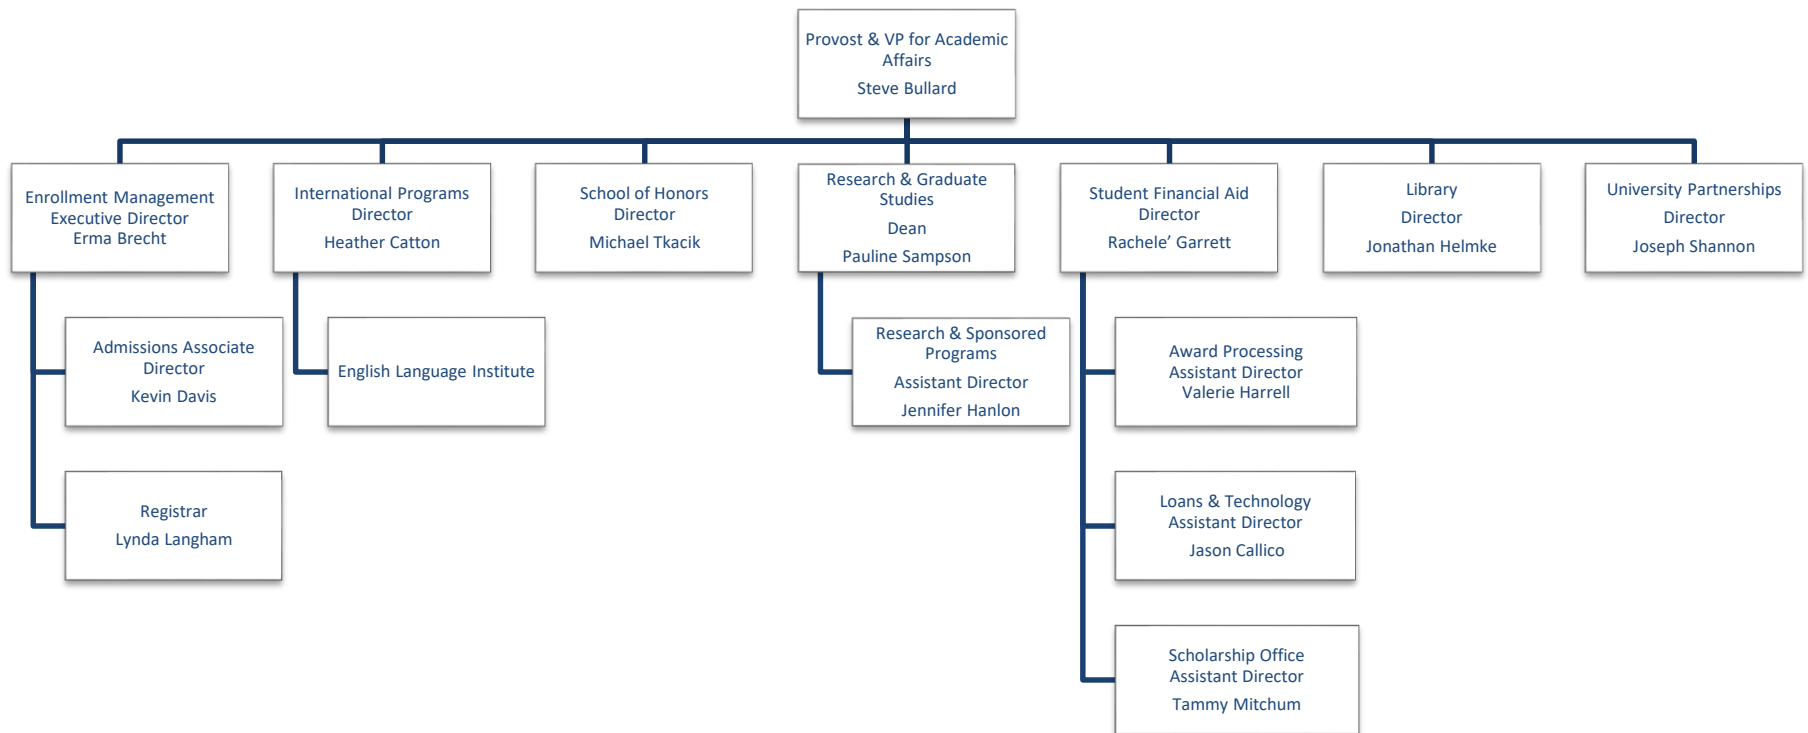 Provost & VP for Academic
Affairs
Steve Bullard
Enrollment Management
Executive Director
Erma Brecht
International Programs
Director
Heather Catton
School of Honors
Director
Michael Tkacik
Research & Graduate
Studies
Dean
Pauline Sampson
Student Financial Aid
Director
Rachele’ Garrett
Library
Director
Jonathan Helmke
University Partnerships
Director
Joseph Shannon
Admissions Associate
Director
Kevin Davis
English Language Institute
Research & Sponsored
Programs
Assistant Director
Jennifer Hanlon
Award Processing
Assistant Director
Valerie Harrell
Registrar
Lynda Langham
Loans & Technology
Assistant Director
Jason Callico
Scholarship Office
Assistant Director
Tammy Mitchum